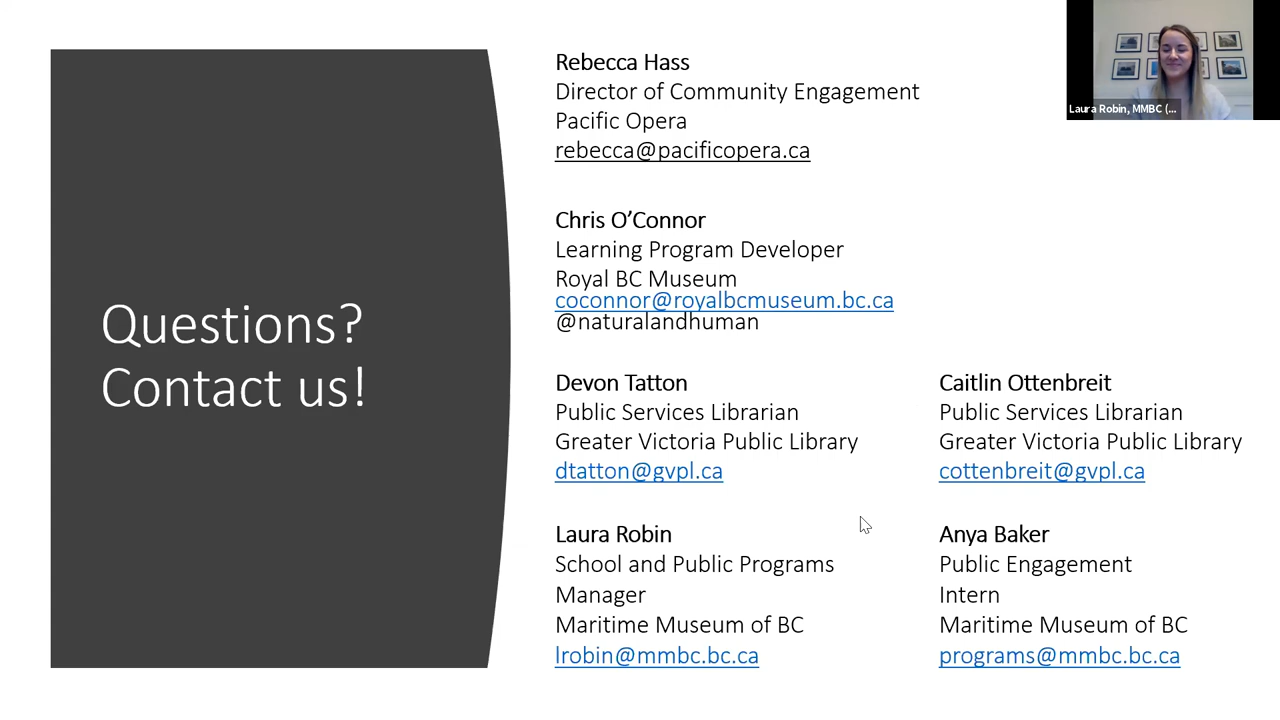 Questions?
Contact us!
Rebecca Hass
Director of Community Engagement
Pacific Opera
rebecca@pacificopera.ca
Chris O’Connor
Learning Program Developer
Royal BC Museum
coconnor@royalbcmuseum.bc.ca
@naturalandhuman
Devon Tatton
Public Services Librarian
Greater Victoria Public Library
dtatton@gvpl.ca
Caitlin Ottenbreit
Public Services Librarian
Greater Victoria Public Library
cottenbreit@gvpl.ca
Laura Robin
School and Public Programs
Manager
Maritime Museum of BC
lrobin@mmbc.bc.ca
Anya Baker
Public Engagement
Intern
Maritime Museum of BC
programs@mmbc.bc.ca
Laura Robin, MMBC (...